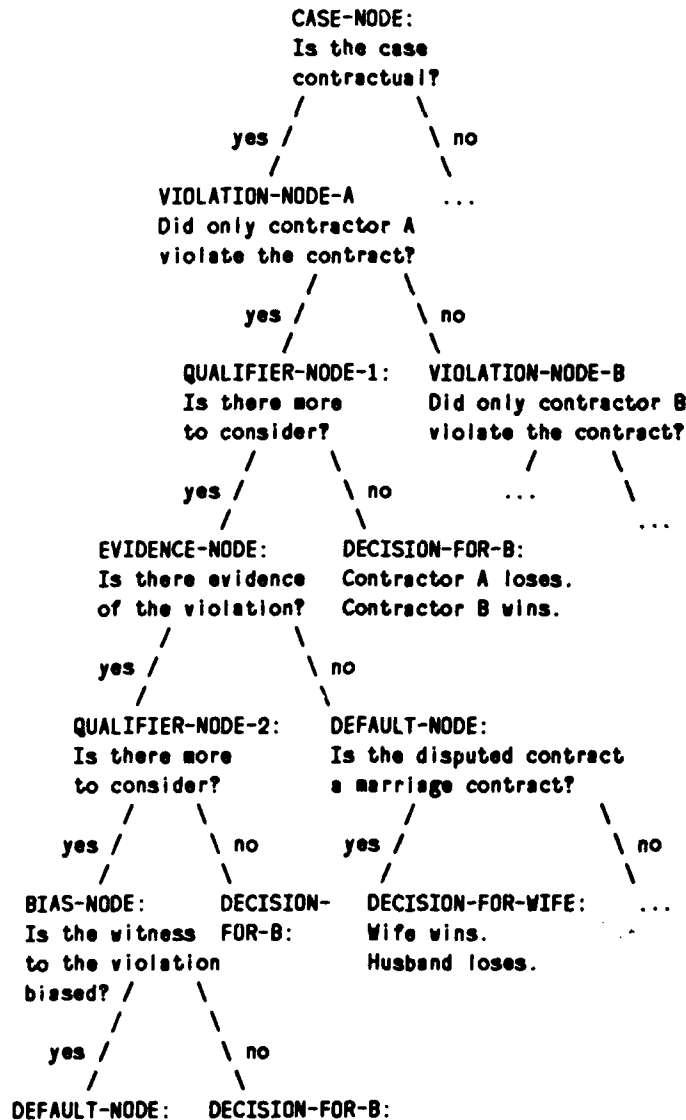 CASE-NODE:
Is the case
contractual?
yes no
VIOLATION-NODE-A ...
Did only contractor A
violate the contract?
yes no
QUALIFIER-NODE-1: VIOLATION-NODE-B
Is there more Did only contractor B
to consider? violate the contract?
yes no ...
...
EVIDENCE-NODE: DECISION-FOR-B:
Is there evidence Contractor A loses.
of the violation? Contractor B wins.
yes no
QUALIFIER-NODE-2: DEFAULT-NODE:
Is there more Is the disputed contract
to consider? a marriage contract?
yes no yes no
BIAS-NODE: DECISION- DECISION-FOR-WIFE: ...
Is the witness FOR-B: Wife wins.
to the violation Husband loses.
biased?
yes no
DEFAULT-NODE: DECISION-FOR-B: